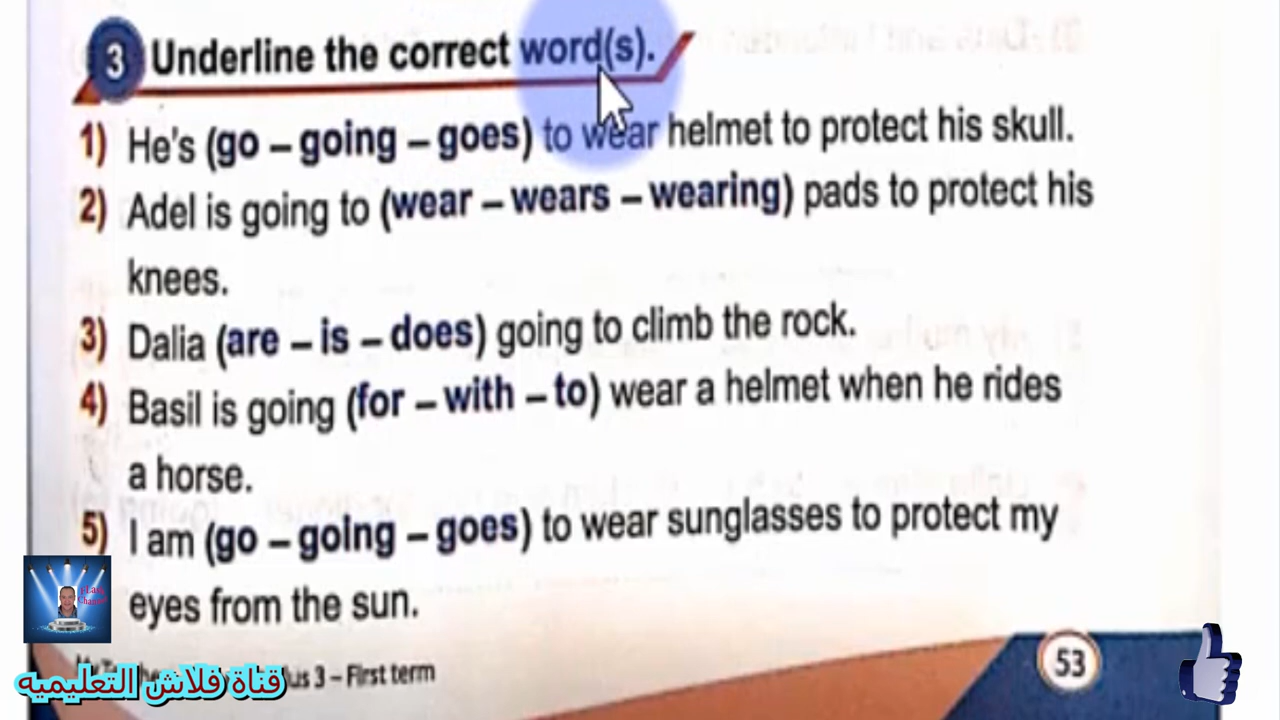 3 Underline the correct word(s).
1) He's (go – going – goes) to wear helmet to protect his skull.
2) Adel is going to (wear – wears – wearing) pads to protect his
knees.
3) Dalia (are – is – does) going to climb the rock.
4) Basil is going (for – with – to) wear a helmet when he rides
a horse.
5) I am (go – going – goes) to wear sunglasses to protect my
eyes from the sun.
3 – First term
53
قناة فلاش التعليميه